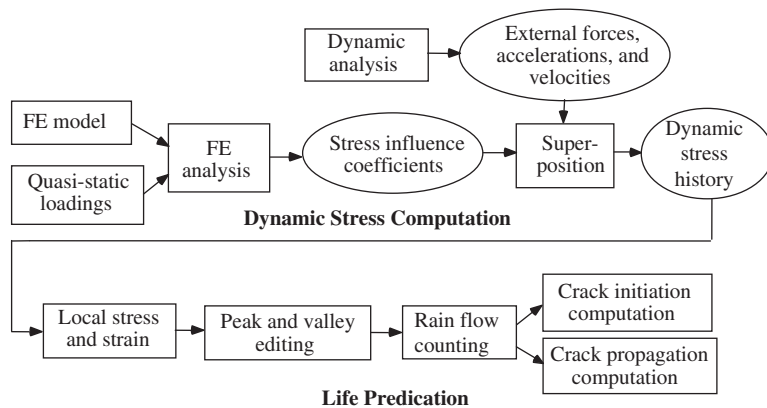 Dynamic
analysis
External forces,
accelerations, and
velocities
FE model
Quasi-static
loadings
FE
analysis
Stress influence
coefficients
Super-
position
Dynamic
stress
history
Dynamic Stress Computation
Local stress
and strain
Peak and valley
editing
Rain flow
counting
Crack initiation
computation
Crack propagation
computation
Life Predication